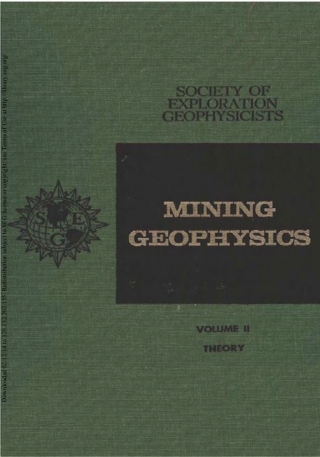 SOCIETY OF
EXPLORATION
GEOPHYSICISTS
S E
G
MINING
GEOPHYSICS
VOLUME II
THEORY